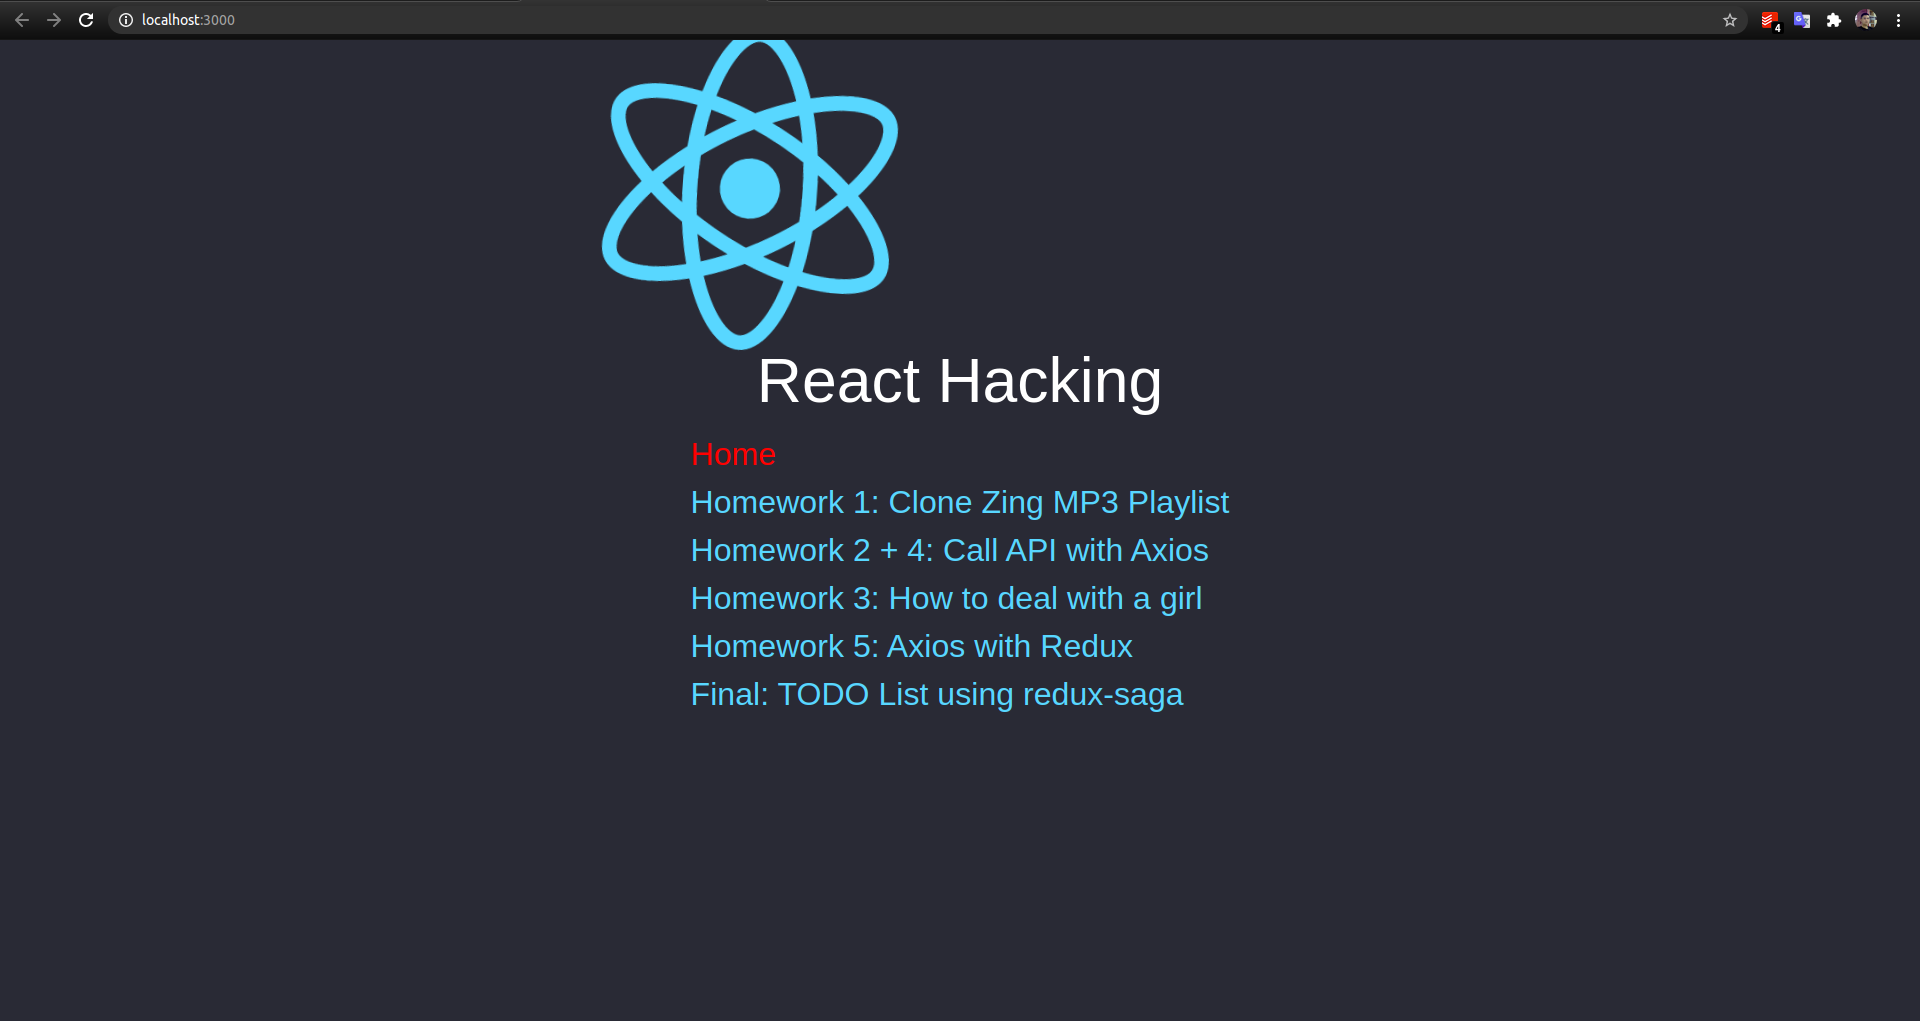 localhost:3000
4
React Hacking
Home
Homework 1: Clone Zing MP3 Playlist
Homework 2 + 4: Call API with Axios
Homework 3: How to deal with a girl
Homework 5: Axios with Redux
Final: TODO List using redux-saga